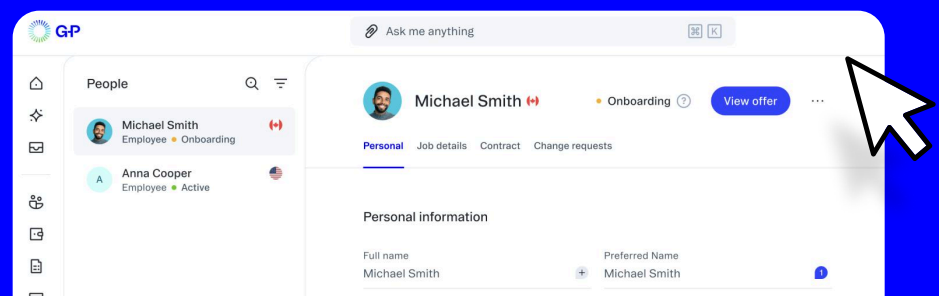 G-P
Ask me anything
⌘ K
People
Michael Smith
Employee • Onboarding
A
Anna Cooper
Employee • Active
Michael Smith
• Onboarding ?
View offer
...
Personal Job details Contract Change requests
Personal information
Full name
Michael Smith
+
Preferred Name
Michael Smith
1